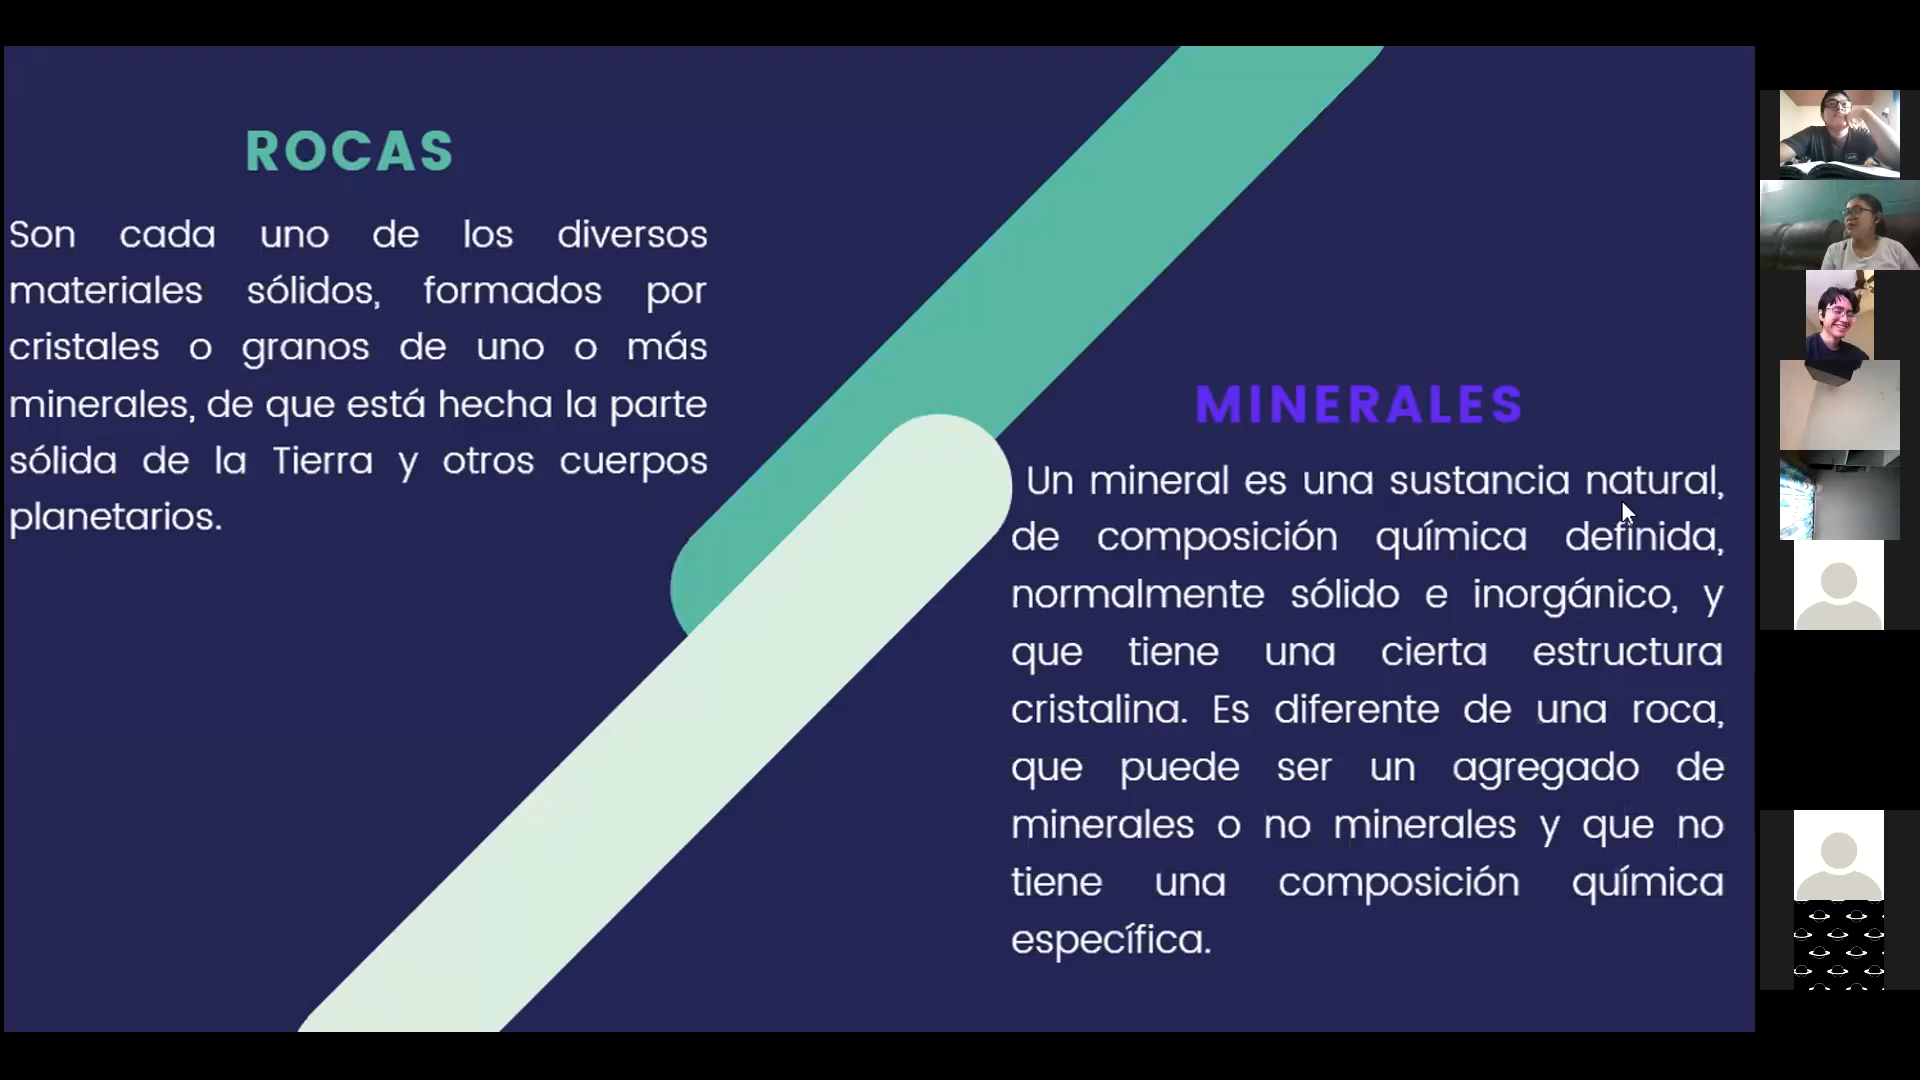 ROCAS
Son cada uno de los diversos
materiales sólidos, formados por
cristales o granos de uno o más
minerales, de que está hecha la parte
sólida de la Tierra y otros cuerpos
planetarios.
MINERALES
Un mineral es una sustancia natural,
de composición química definida,
normalmente sólido e inorgánico, y
que tiene una cierta estructura
cristalina. Es diferente de una roca,
que puede ser un agregado de
minerales o no minerales y que no
tiene una composición química
específica.